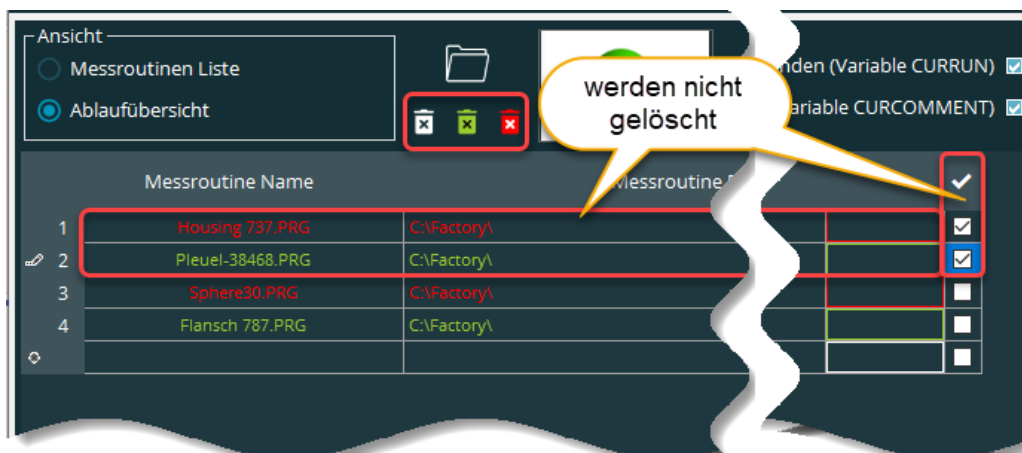 Ansicht
Messroutinen Liste
Ablaufübersicht
werden nicht
gelöscht
nden (Variable CURRUN)
ariable CURCOMMENT)
Messroutine Name
Messroutine
1 Housing 737.PRG C:\Factory\
2 Pleuel-38468.PRG C:\Factory\
3 Sphere30.PRG C:\Factory\
4 Flansch 787.PRG C:\Factory\